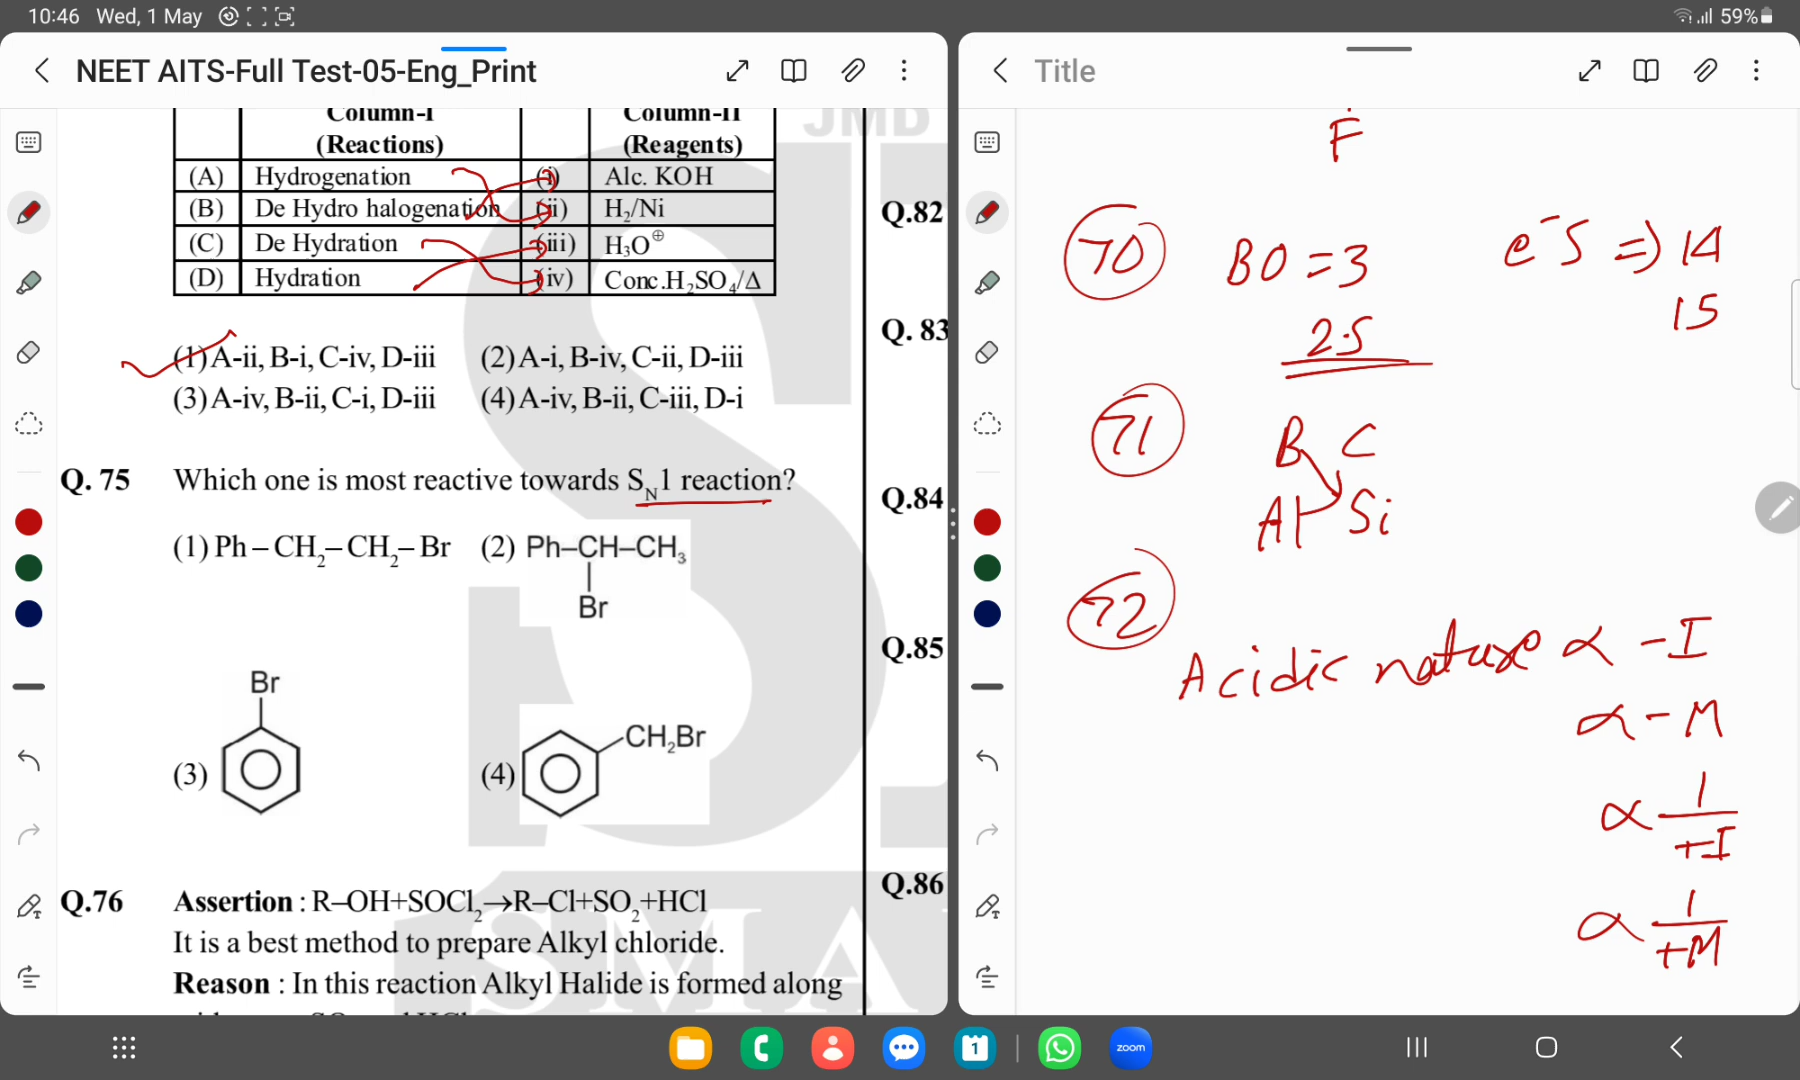 10:46 Wed, 1 May
59%
NEET AITS-Full Test-05-Eng_Print
Column-I Column-II
(Reactions) (Reagents)
(A) Hydrogenation (i) Alc. KOH
(B) De Hydro halogenation (ii) H₂/Ni
(C) De Hydration (iii) H₃O⊕
(D) Hydration (iv) Conc.H₂SO₄/Δ
(1) A-ii, B-i, C-iv, D-iii (2) A-i, B-iv, C-ii, D-iii
(3) A-iv, B-ii, C-i, D-iii (4) A-iv, B-ii, C-iii, D-i
Q. 75 Which one is most reactive towards S_N1 reaction?
(1) Ph – CH₂– CH₂– Br (2) Ph–CH–CH₃
Br
Br
(3) (4) CH₂Br
Q.76 Assertion : R–OH+SOCl₂→R–Cl+SO₂+HCl
It is a best method to prepare Alkyl chloride.
Reason : In this reaction Alkyl Halide is formed along
JMD
SMA
Q.82
Q. 83
Q.84
Q.85
Q.86
Title
F
70 BO = 3 e⁻s ⇒ 14
15
2.5
71 B C
Al Si
72
Acidic nature α -I
α - M
α 1/+I
α 1/+M
1
zoom